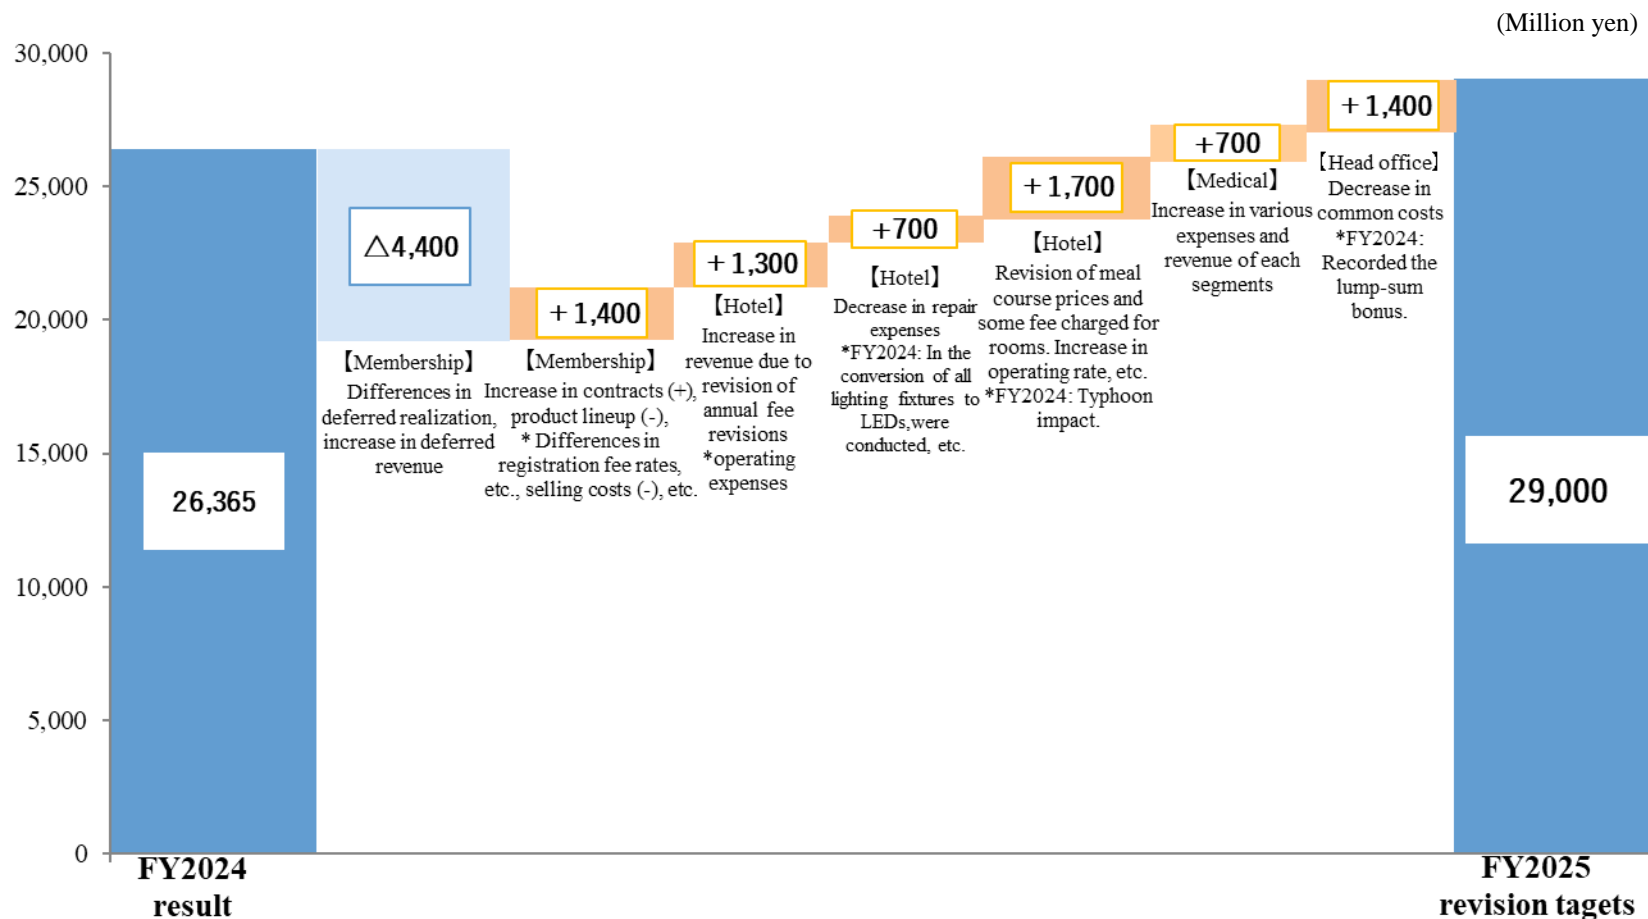 (Million yen)
30,000
25,000
20,000
15,000
10,000
5,000
0
26,365
FY2024
result
△4,400
【Membership】
Differences in
deferred realization,
increase in deferred
revenue
+1,400
【Membership】
Increase in contracts (+),
product lineup (-),
* Differences in
registration fee rates,
etc., selling costs (-), etc.
+1,300
【Hotel】
Increase in
revenue due to
revision of
annual fee
revisions
*operating
expenses
+700
【Hotel】
Decrease in repair
expenses
*FY2024: In the
conversion of all
lighting fixtures to
LEDs,were
conducted, etc.
+1,700
【Hotel】
Revision of meal
course prices and
some fee charged for
rooms. Increase in
operating rate, etc.
*FY2024: Typhoon
impact.
+700
【Medical】
Increase in various
expenses and
revenue of each
segments
+1,400
【Head office】
Decrease in
common costs
*FY2024:
Recorded the
lump-sum
bonus.
29,000
FY2025
revision tagets